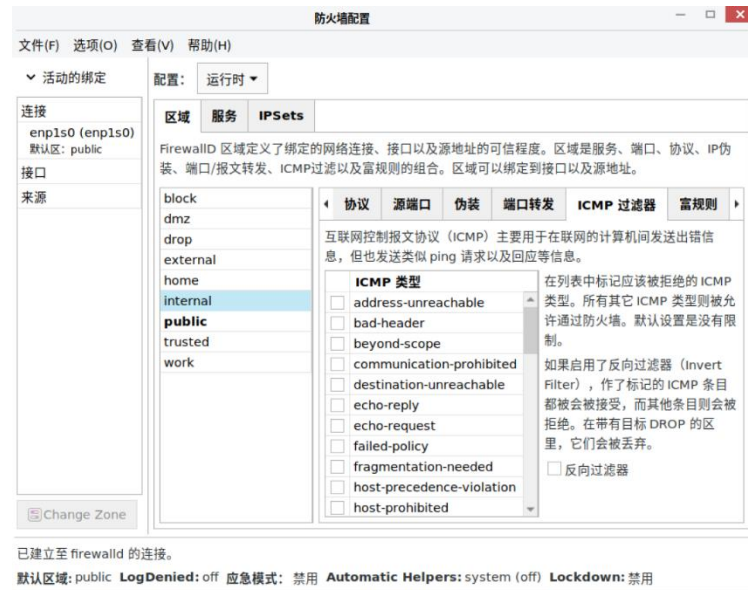 防火墙配置
文件(F) 选项(O) 查看(V) 帮助(H)
活动的绑定
连接
enp1s0 (enp1s0)
默认区: public
接口
来源
Change Zone
配置: 运行时
区域 服务 IPSets
FirewallD 区域定义了绑定的网络连接、接口以及源地址的可信程度。区域是服务、端口、协议、IP伪
装、端口/报文转发、ICMP过滤以及富规则的组合。区域可以绑定到接口以及源地址。
block
dmz
drop
external
home
internal
public
trusted
work
协议 源端口 伪装 端口转发 ICMP 过滤器 富规则
互联网控制报文协议（ICMP）主要用于在联网的计算机间发送出错信
息，但也发送类似 ping 请求以及回应等信息。
ICMP 类型
address-unreachable
bad-header
beyond-scope
communication-prohibited
destination-unreachable
echo-reply
echo-request
failed-policy
fragmentation-needed
host-precedence-violation
host-prohibited
在列表中标记应该被拒绝的 ICMP
类型。所有其它 ICMP 类型则被允
许通过防火墙。默认设置是没有限
制。
如果启用了反向过滤器（Invert
Filter），作了标记的 ICMP 条目
都被会被接受，而其他条目则会被
拒绝。在带有目标 DROP 的区
里，它们会被丢弃。
反向过滤器
已建立至 firewalld 的连接。
默认区域: public LogDenied: off 应急模式: 禁用 Automatic Helpers: system (off) Lockdown: 禁用